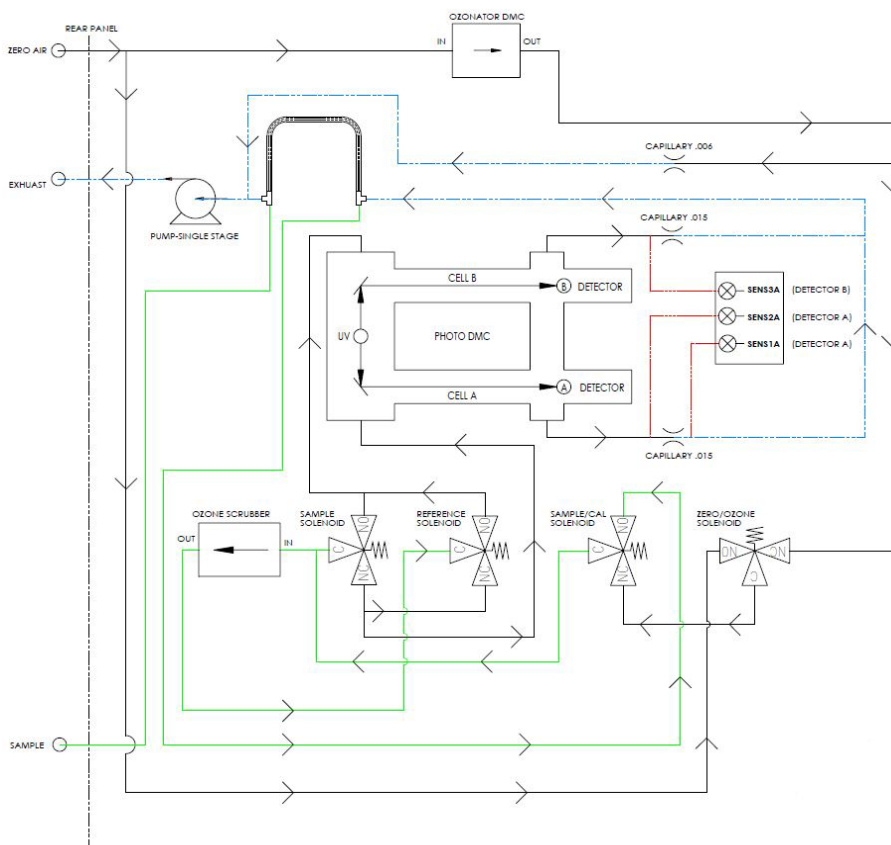 REAR PANEL
OZONATOR DMC
ZERO AIR
IN
OUT
CAPILLARY .006
EXHUAST
PUMP-SINGLE STAGE
CAPILLARY .015
CELL B
B
DETECTOR
SENS3A
(DETECTOR B)
SENS2A
(DETECTOR A)
UV
PHOTO DMC
SENS1A
(DETECTOR A)
A
DETECTOR
CELL A
CAPILLARY .015
OZONE SCRUBBER
SAMPLE
SOLENOID
REFERENCE
SOLENOID
SAMPLE/CAL
SOLENOID
ZERO/OZONE
SOLENOID
OUT
IN
C
NO
NC
C
NO
NC
C
NO
NC
NO
NC
C
SAMPLE